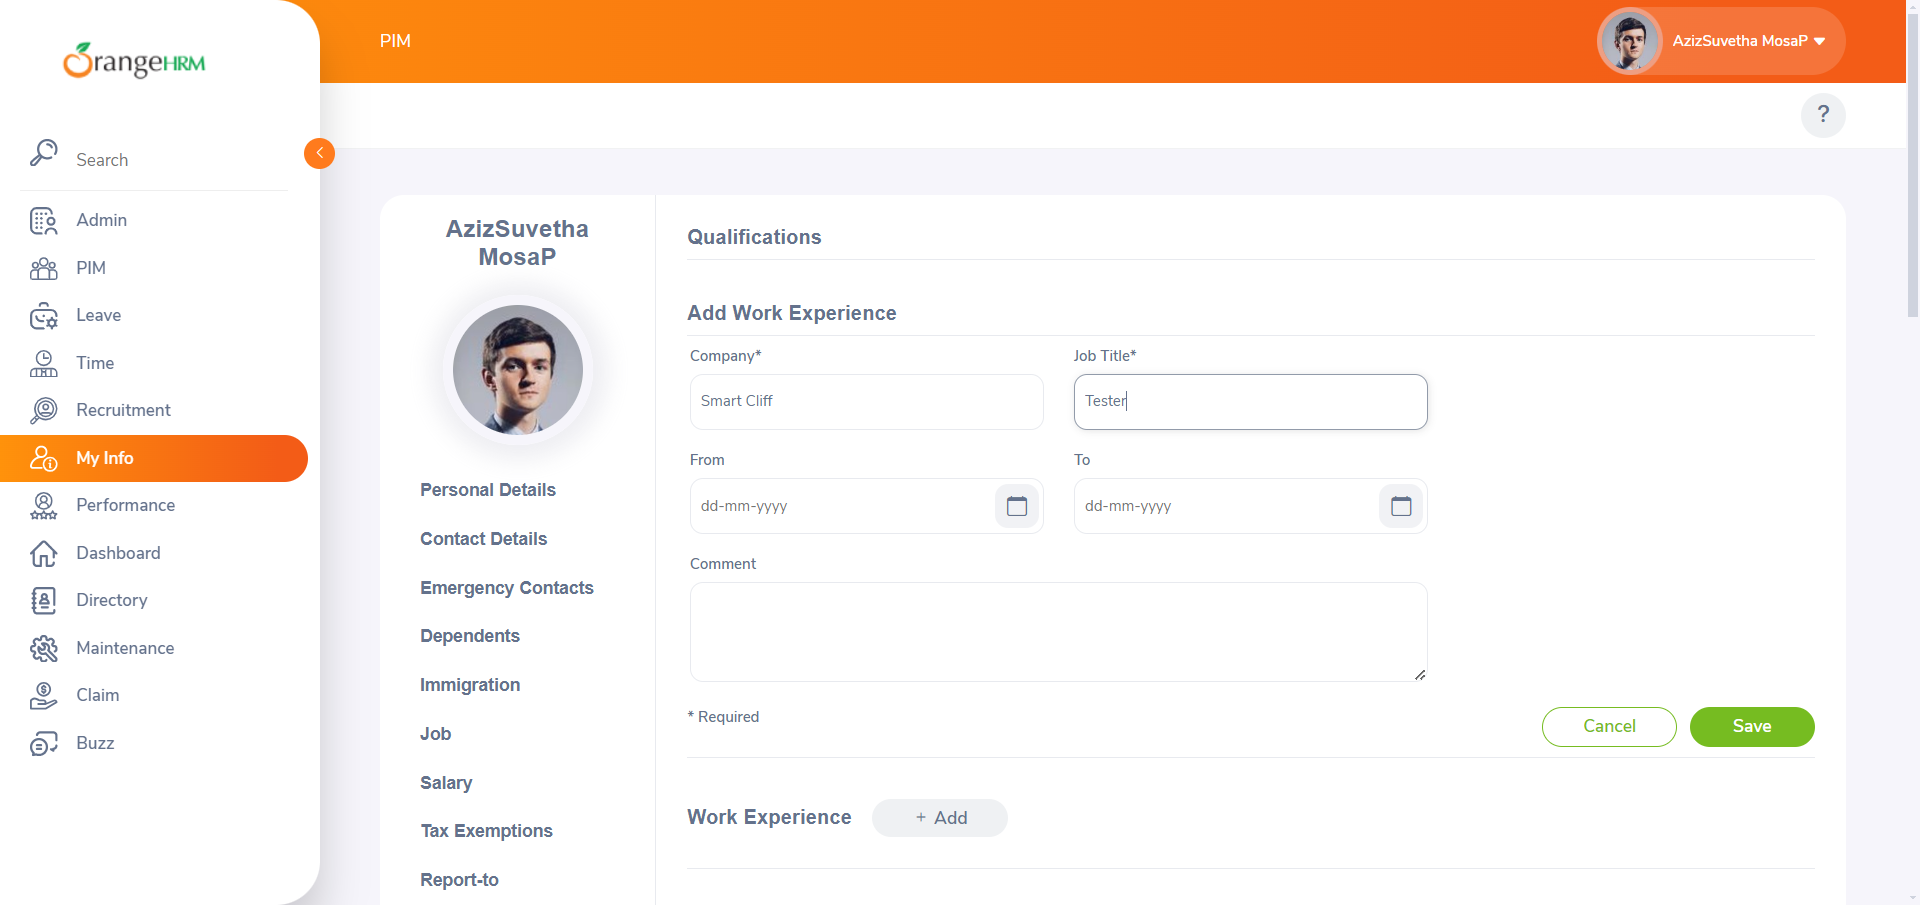 OrangeHRM
PIM
AzizSuvetha MosaP
?
Search
Admin
PIM
Leave
Time
Recruitment
My Info
Performance
Dashboard
Directory
Maintenance
Claim
Buzz
AzizSuvetha
MosaP
Personal Details
Contact Details
Emergency Contacts
Dependents
Immigration
Job
Salary
Tax Exemptions
Report-to
Qualifications
Add Work Experience
Company* Job Title*
Smart Cliff Tester
From To
dd-mm-yyyy dd-mm-yyyy
Comment
* Required
Cancel Save
Work Experience + Add